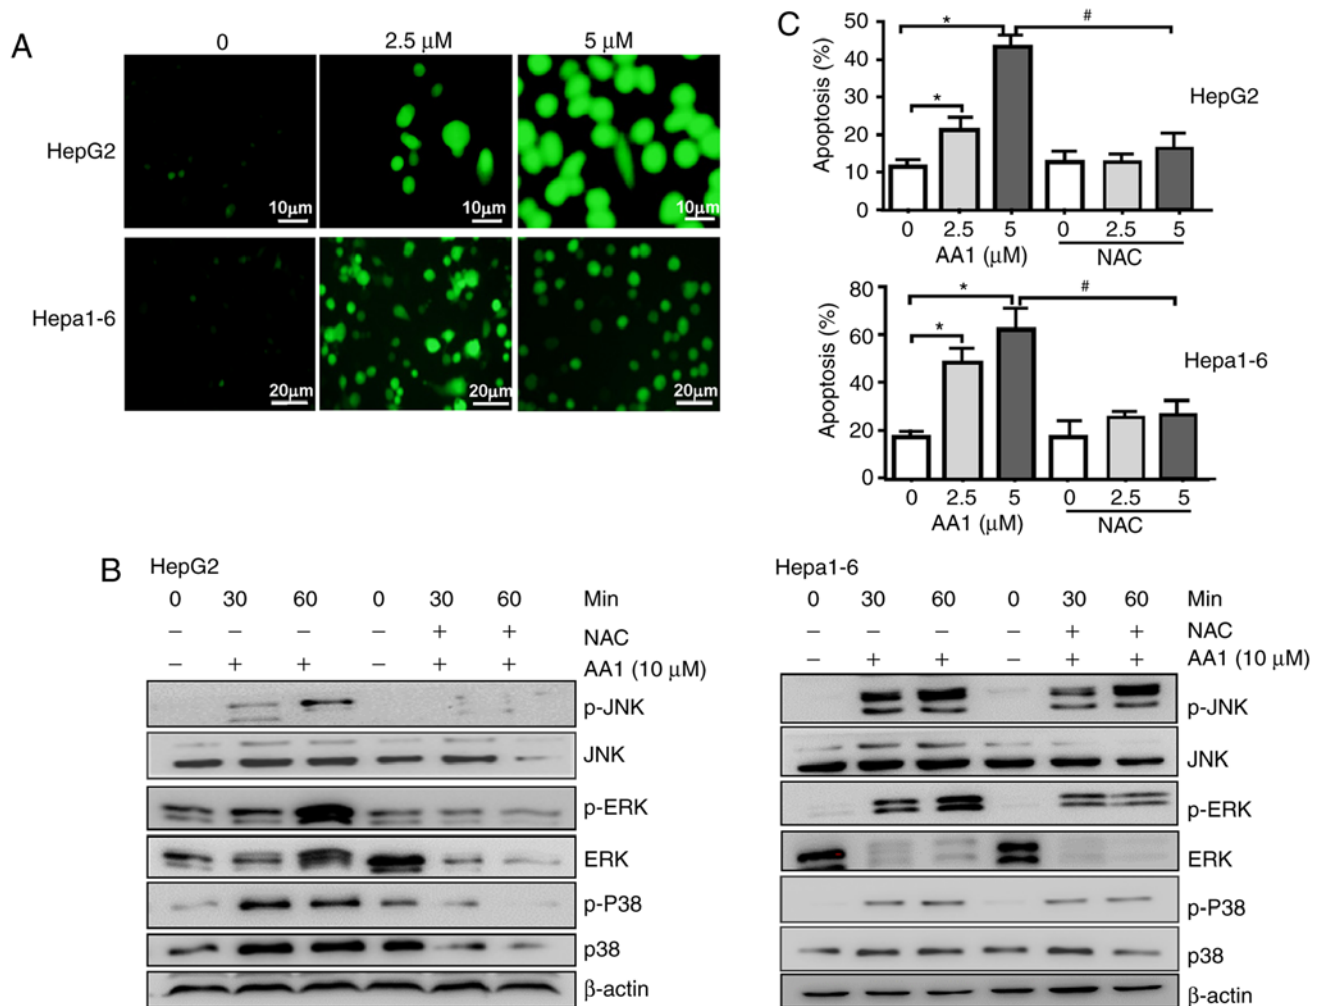 A
0 2.5 μM 5 μM
HepG2
10μm 10μm 10μm
Hepa1-6
20μm 20μm 20μm
C
Apoptosis (%)
50
40
30
20
10
0
* * #
HepG2
0 2.5 5 0 2.5 5
AA1 (μM) NAC
Apoptosis (%)
80
60
40
20
0
* * #
Hepa1-6
0 2.5 5 0 2.5 5
AA1 (μM) NAC
B
HepG2
0 30 60 0 30 60 Min
– – – – + + NAC
– + + – + + AA1 (10 μM)
p-JNK
JNK
p-ERK
ERK
p-P38
p38
β-actin
Hepa1-6
0 30 60 0 30 60 Min
– – – – + + NAC
– + + – + + AA1 (10 μM)
p-JNK
JNK
p-ERK
ERK
p-P38
p38
β-actin